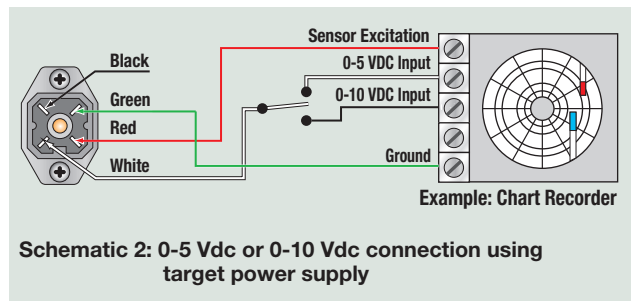 Sensor Excitation
0-5 VDC Input
0-10 VDC Input
Ground
Black
Green
Red
White
Example: Chart Recorder
Schematic 2: 0-5 Vdc or 0-10 Vdc connection using
target power supply